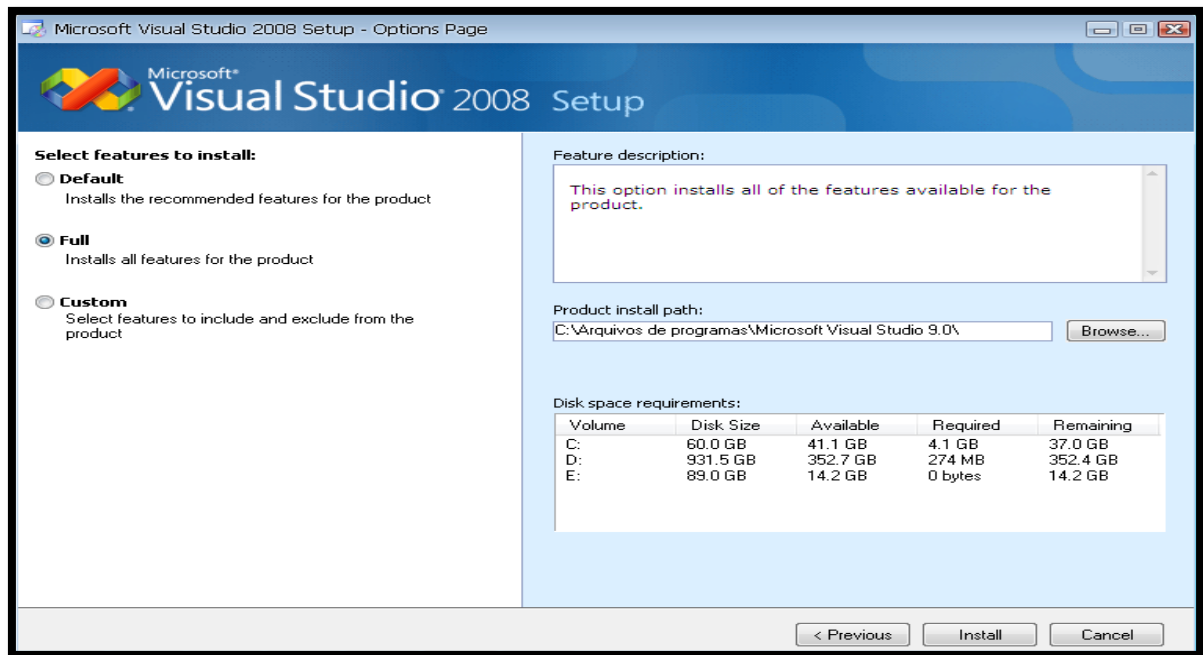 Microsoft Visual Studio 2008 Setup - Options Page
Microsoft®
Visual Studio® 2008 Setup
Select features to install:
Default
Installs the recommended features for the product
Full
Installs all features for the product
Custom
Select features to include and exclude from the
product
Feature description:
This option installs all of the features available for the
product.
Product install path:
C:\Arquivos de programas\Microsoft Visual Studio 9.0\
Browse...
Disk space requirements:
Volume Disk Size Available Required Remaining
C: 60.0 GB 41.1 GB 4.1 GB 37.0 GB
D: 931.5 GB 352.7 GB 274 MB 352.4 GB
E: 89.0 GB 14.2 GB 0 bytes 14.2 GB
< Previous
Install
Cancel